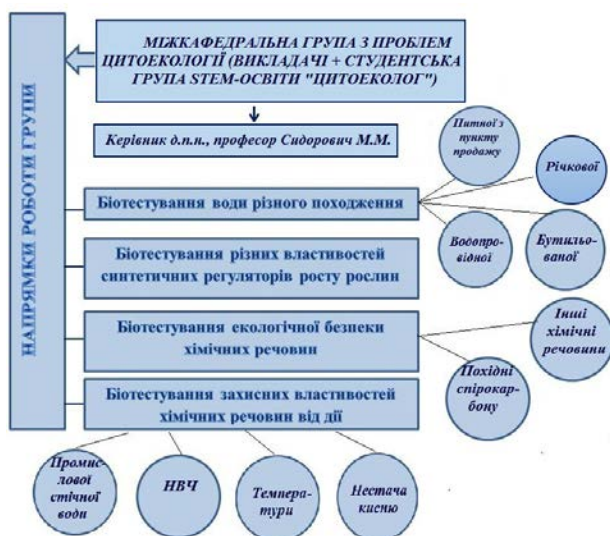 МІЖКАФЕДРАЛЬНА ГРУПА З ПРОБЛЕМ
ЦИТОЕКОЛОГІЇ (ВИКЛАДАЧІ + СТУДЕНТСЬКА
ГРУПА STEM-ОСВІТИ "ЦИТОЕКОЛОГ")
Керівник д.п.н., професор Сидорович М.М.
НАПРЯМКИ РОБОТИ ГРУПИ
Біотестування води різного походження
Питної з
пункту
продажу
Річкової
Водопро-
відної
Бутильо-
ваної
Біотестування різних властивостей
синтетичних регуляторів росту рослин
Біотестування екологічної безпеки
хімічних речовин
Інші
хімічні
речовини
Похідні
спірокар-
бону
Біотестування захисних властивостей
хімічних речовин від дії
Промис-
лової
стічної
води
НВЧ
Темпера-
тури
Нестача
кисню